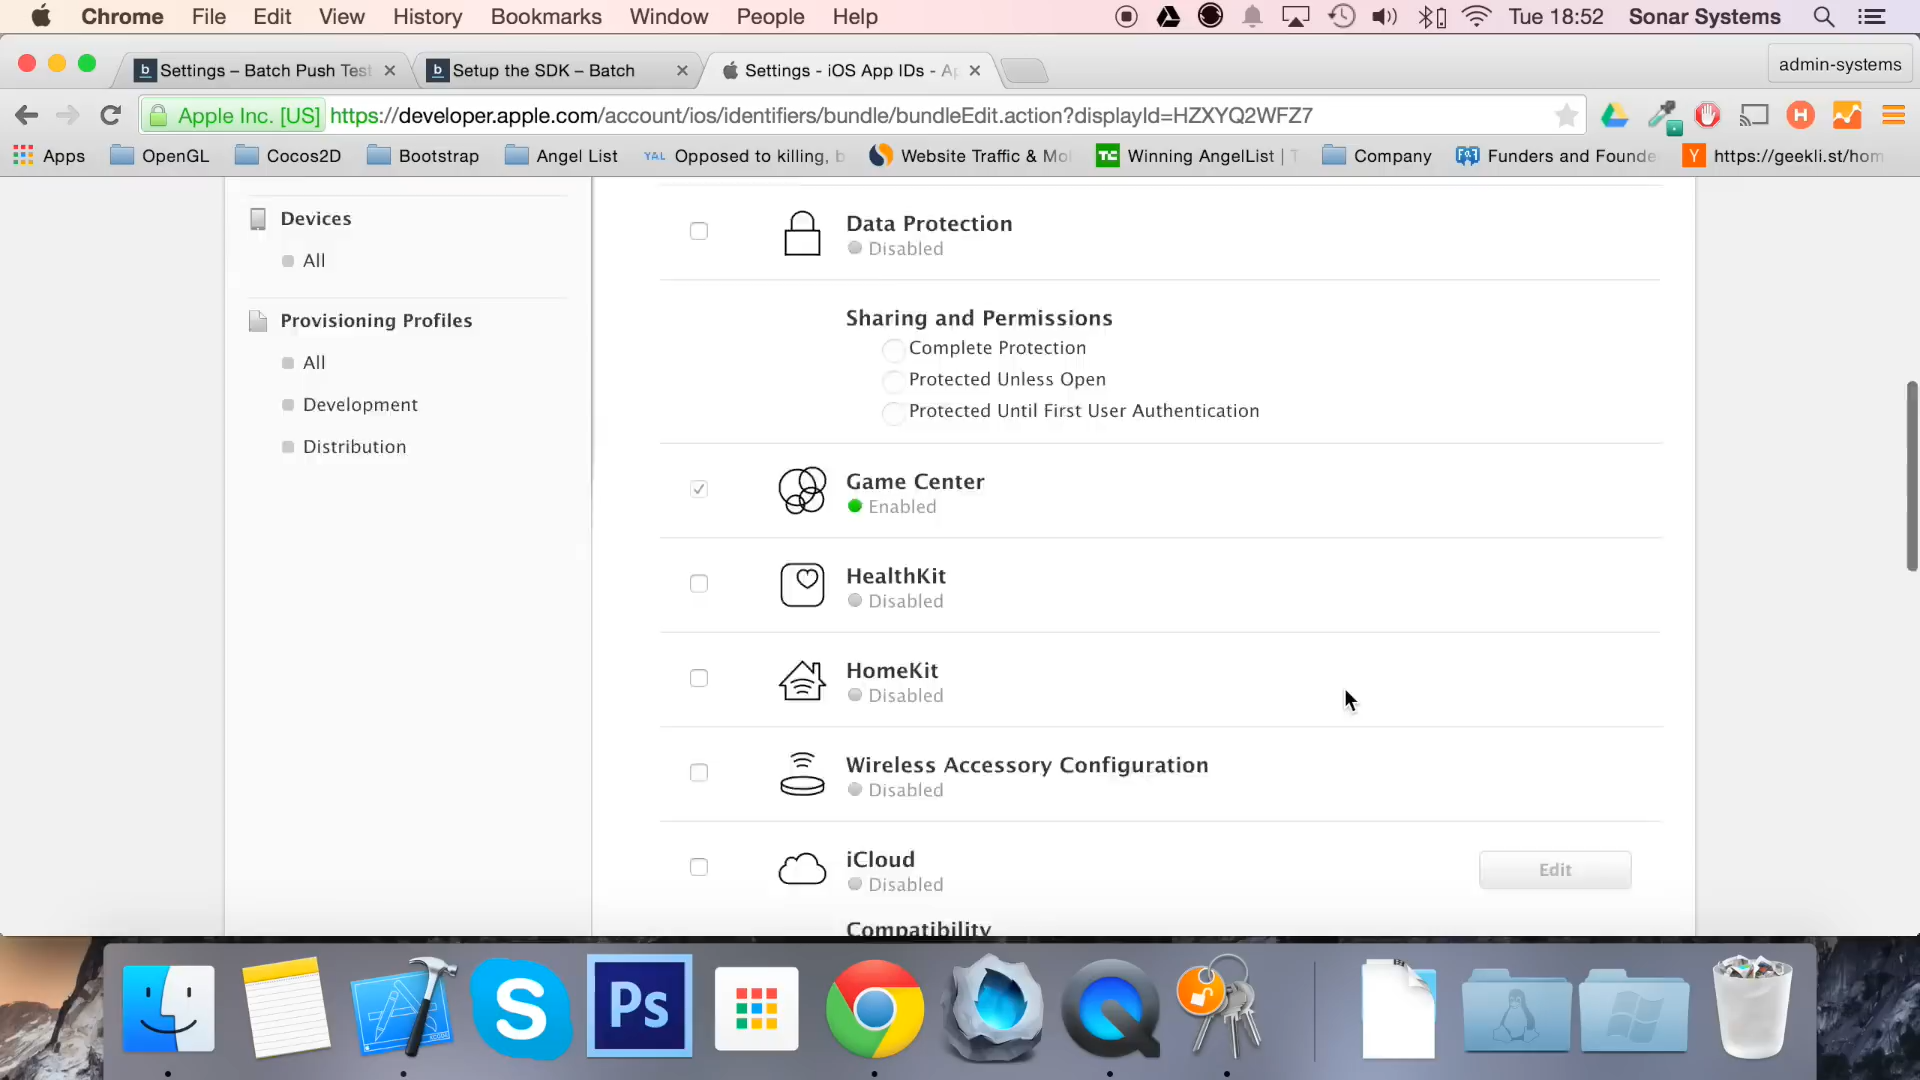 Chrome File Edit View History Bookmarks Window People Help Tue 18:52 Sonar Systems
Settings – Batch Push Test Setup the SDK – Batch Settings - iOS App IDs - Ap admin-systems
Apple Inc. [US] https://developer.apple.com/account/ios/identifiers/bundle/bundleEdit.action?displayId=HZXYQ2WFZ7
Apps OpenGL Cocos2D Bootstrap Angel List YAL Opposed to killing, b Website Traffic & Mo TC Winning AngelList | T Company Funders and Founde Y https://geekli.st/hom
Devices
All
Provisioning Profiles
All
Development
Distribution
Data Protection
Disabled
Sharing and Permissions
Complete Protection
Protected Unless Open
Protected Until First User Authentication
Game Center
Enabled
HealthKit
Disabled
HomeKit
Disabled
Wireless Accessory Configuration
Disabled
iCloud
Disabled
Edit
Compatibility
S
Ps